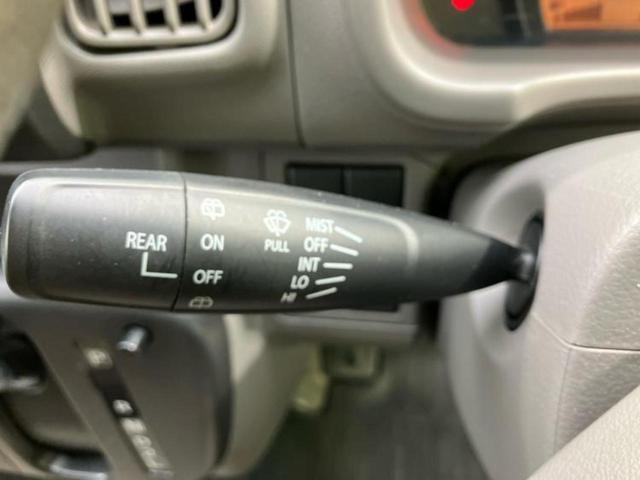 REAR
ON
OFF
PULL
MIST
OFF
INT
LO
HI